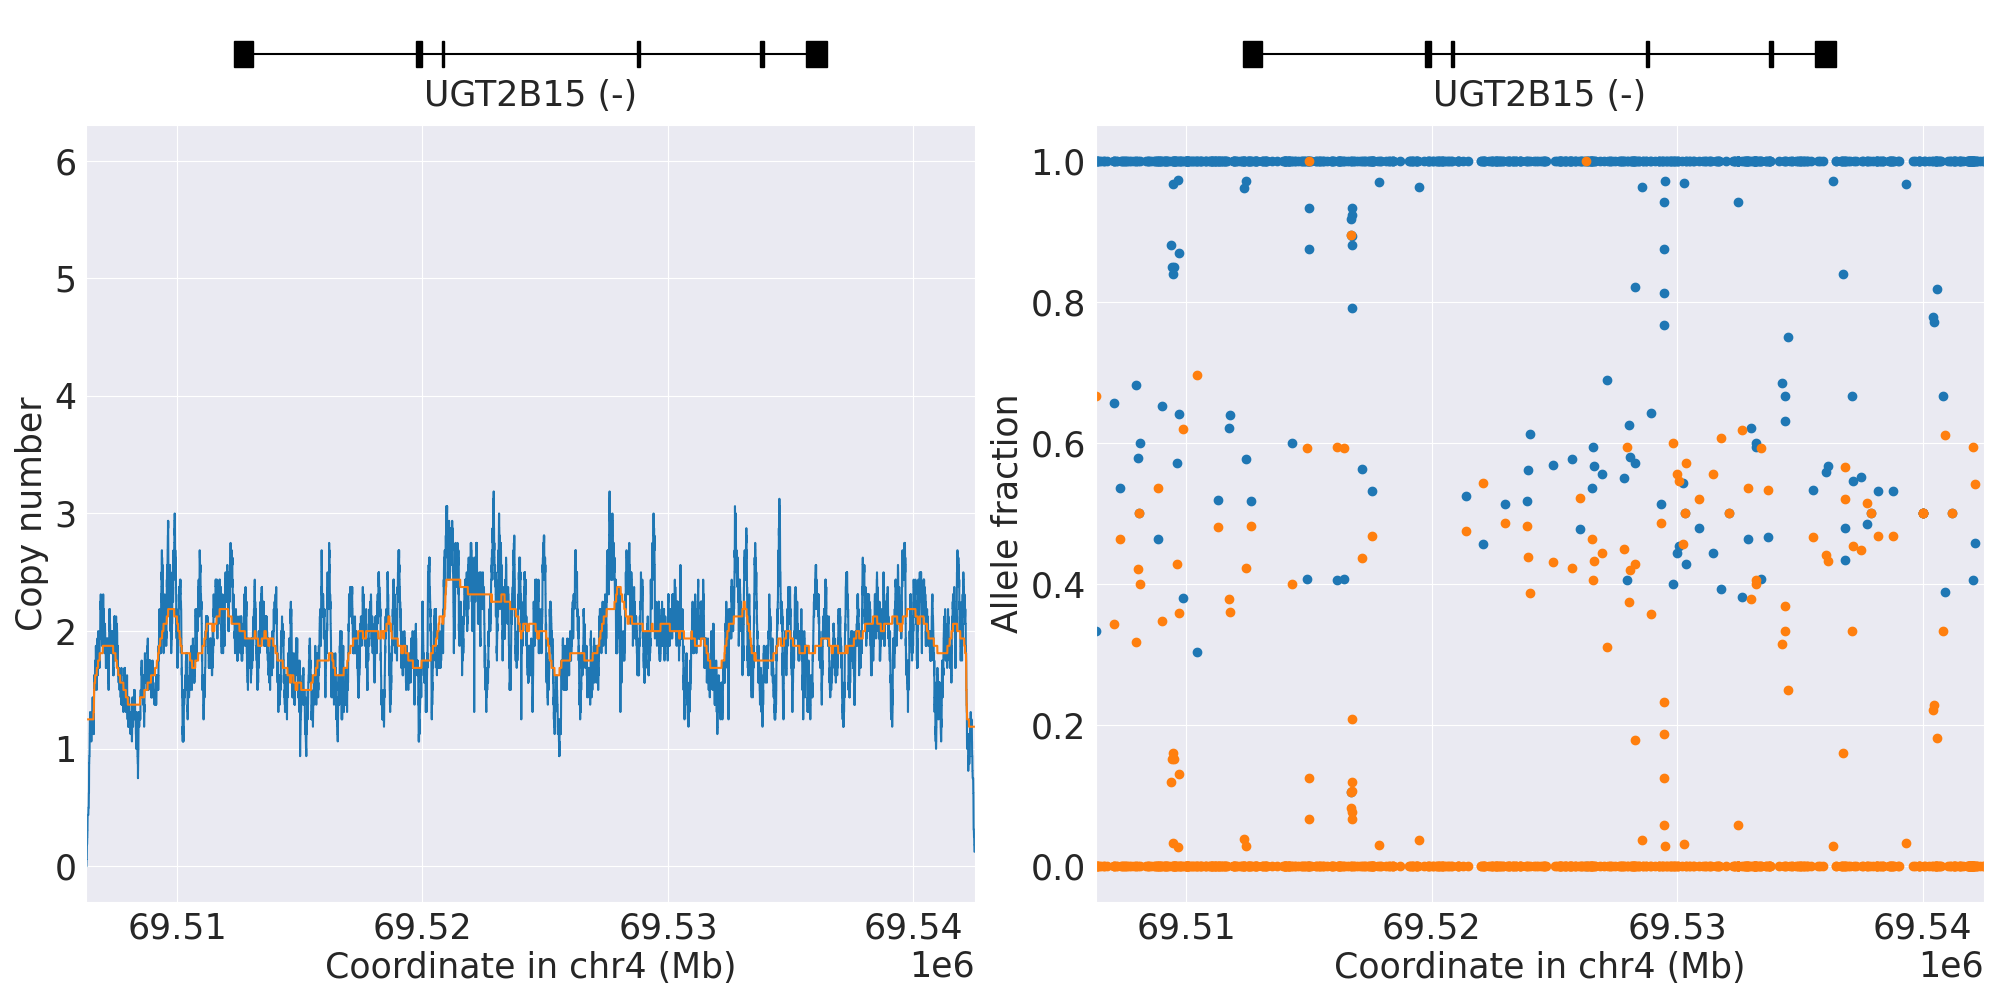 UGT2B15 (-)
Copy number
6
5
4
3
2
1
0
69.51 69.52 69.53 69.54
Coordinate in chr4 (Mb)
1e6
UGT2B15 (-)
Allele fraction
1.0
0.8
0.6
0.4
0.2
0.0
69.51 69.52 69.53 69.54
Coordinate in chr4 (Mb)
1e6